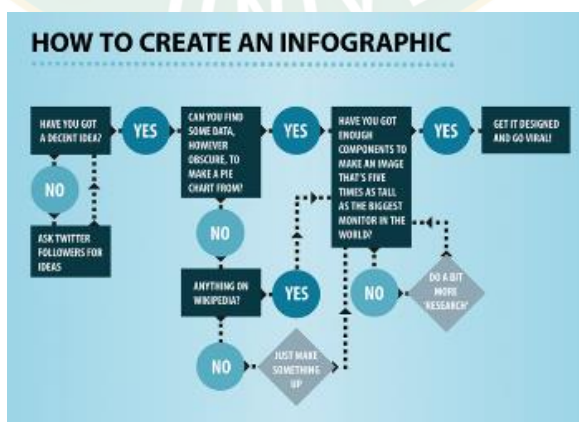 HOW TO CREATE AN INFOGRAPHIC
HAVE YOU GOT
A DECENT IDEA?
YES
CAN YOU FIND
SOME DATA,
HOWEVER
OBSCURE, TO
MAKE A PIE
CHART FROM?
YES
HAVE YOU GOT
ENOUGH
COMPONENTS TO
MAKE AN IMAGE
THAT'S FIVE
TIMES AS TALL
AS THE BIGGEST
MONITOR IN THE
WORLD?
YES
GET IT DESIGNED
AND GO VIRAL!
NO
ASK TWITTER
FOLLOWERS FOR
IDEAS
NO
ANYTHING ON
WIKIPEDIA?
YES
NO
DO A BIT
MORE
'RESEARCH'
NO
JUST MAKE
SOMETHING
UP